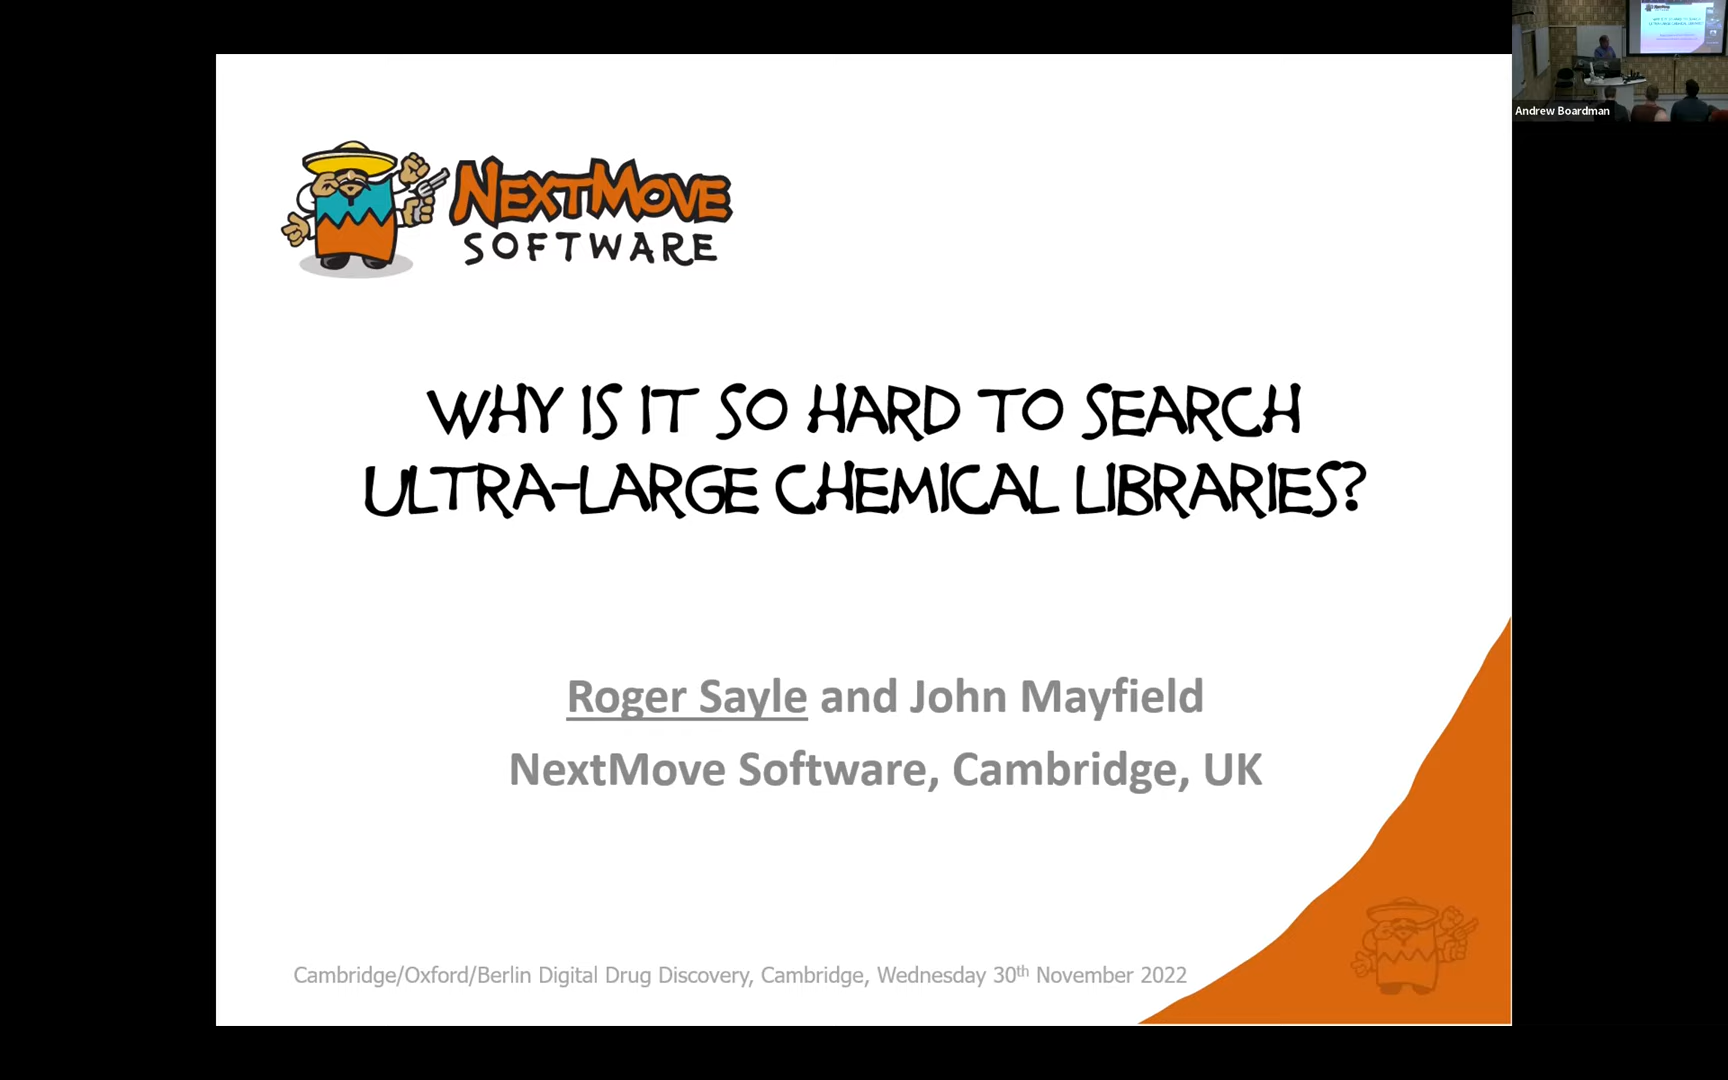 NEXTMOVE
SOFTWARE
Andrew Boardman
WHY IS IT SO HARD TO SEARCH
ULTRA-LARGE CHEMICAL LIBRARIES?
Roger Sayle and John Mayfield
NextMove Software, Cambridge, UK
Cambridge/Oxford/Berlin Digital Drug Discovery, Cambridge, Wednesday 30th November 2022